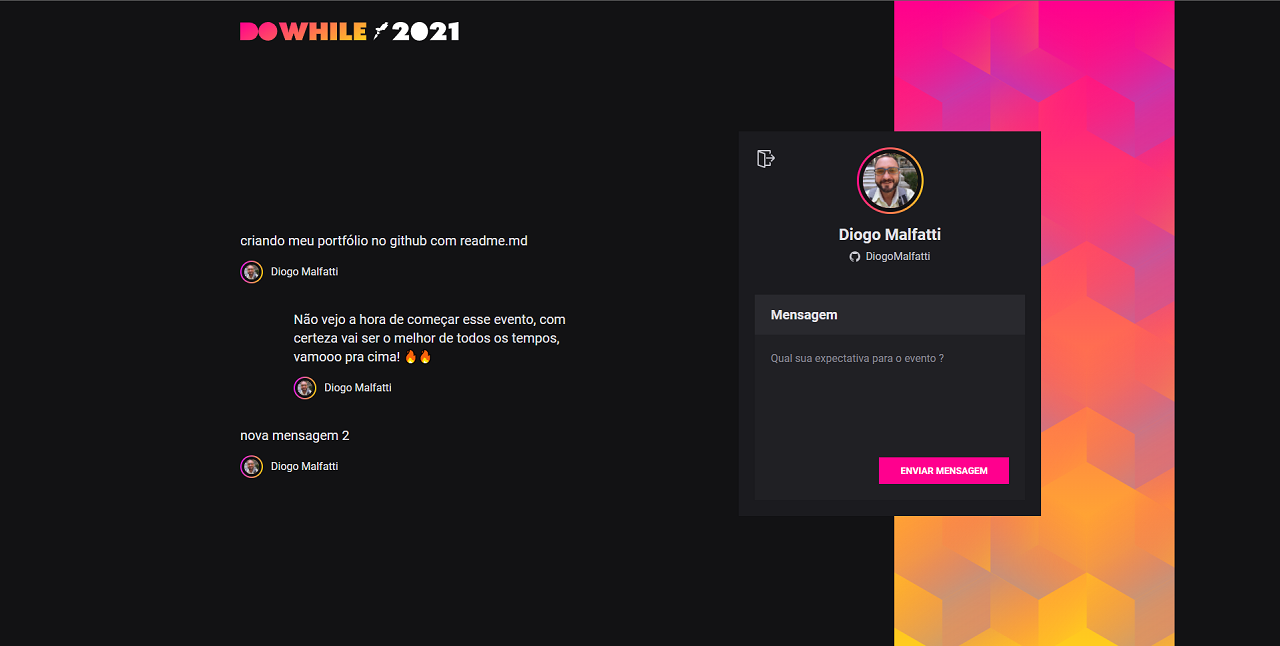 DOWHILE 2021
criando meu portfólio no github com readme.md
Diogo Malfatti
Não vejo a hora de começar esse evento, com
certeza vai ser o melhor de todos os tempos,
vamooo pra cima! 🔥🔥
Diogo Malfatti
nova mensagem 2
Diogo Malfatti
Diogo Malfatti
DiogoMalfatti
Mensagem
Qual sua expectativa para o evento ?
ENVIAR MENSAGEM